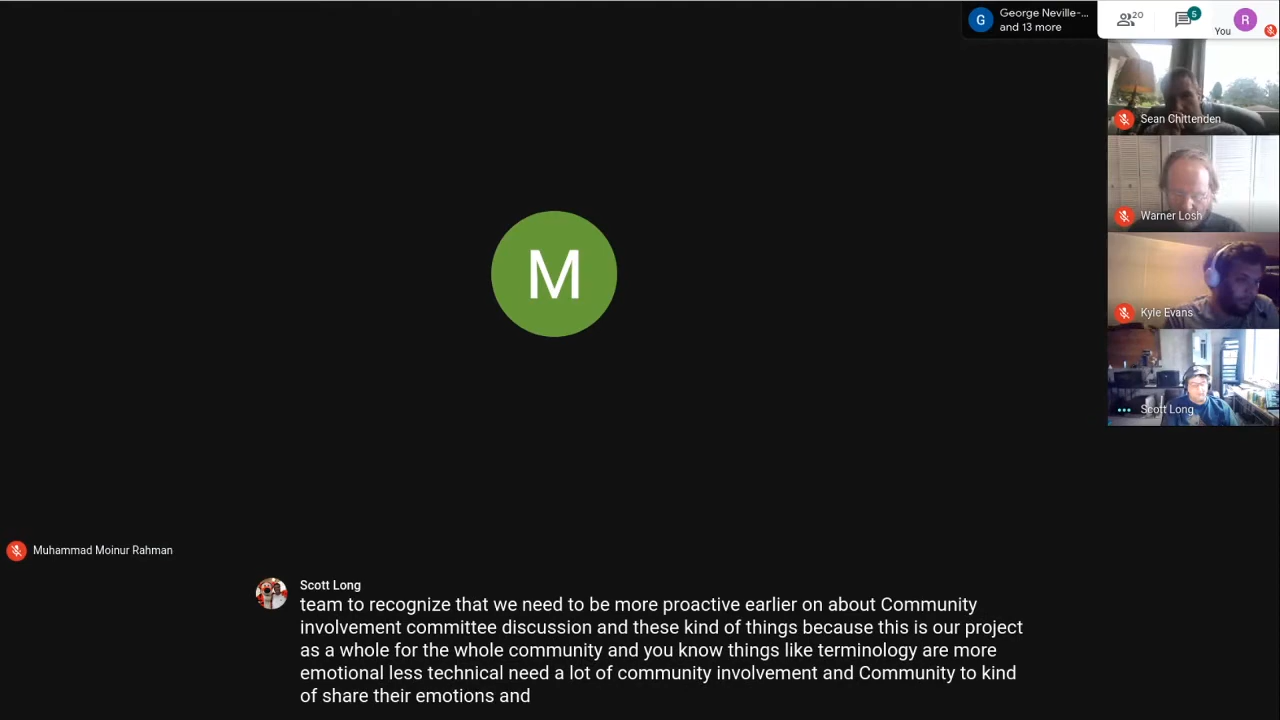 George Neville-...
and 13 more
G
20
5
You
R
Sean Chittenden
Warner Losh
Kyle Evans
Scott Long
M
Muhammad Moinur Rahman
Scott Long
team to recognize that we need to be more proactive earlier on about Community
involvement committee discussion and these kind of things because this is our project
as a whole for the whole community and you know things like terminology are more
emotional less technical need a lot of community involvement and Community to kind
of share their emotions and